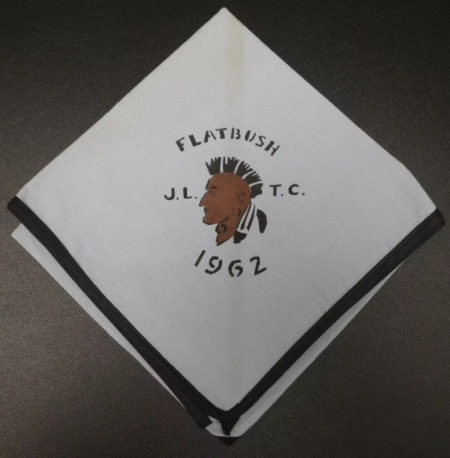 FLATBUSH
J.L. T.C.
1962